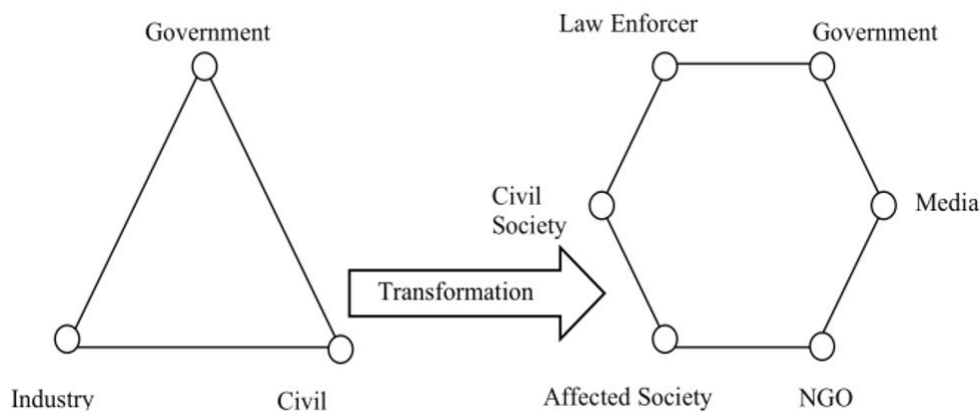 Government
Industry
Civil
Transformation
Law Enforcer
Government
Civil
Society
Media
Affected Society
NGO